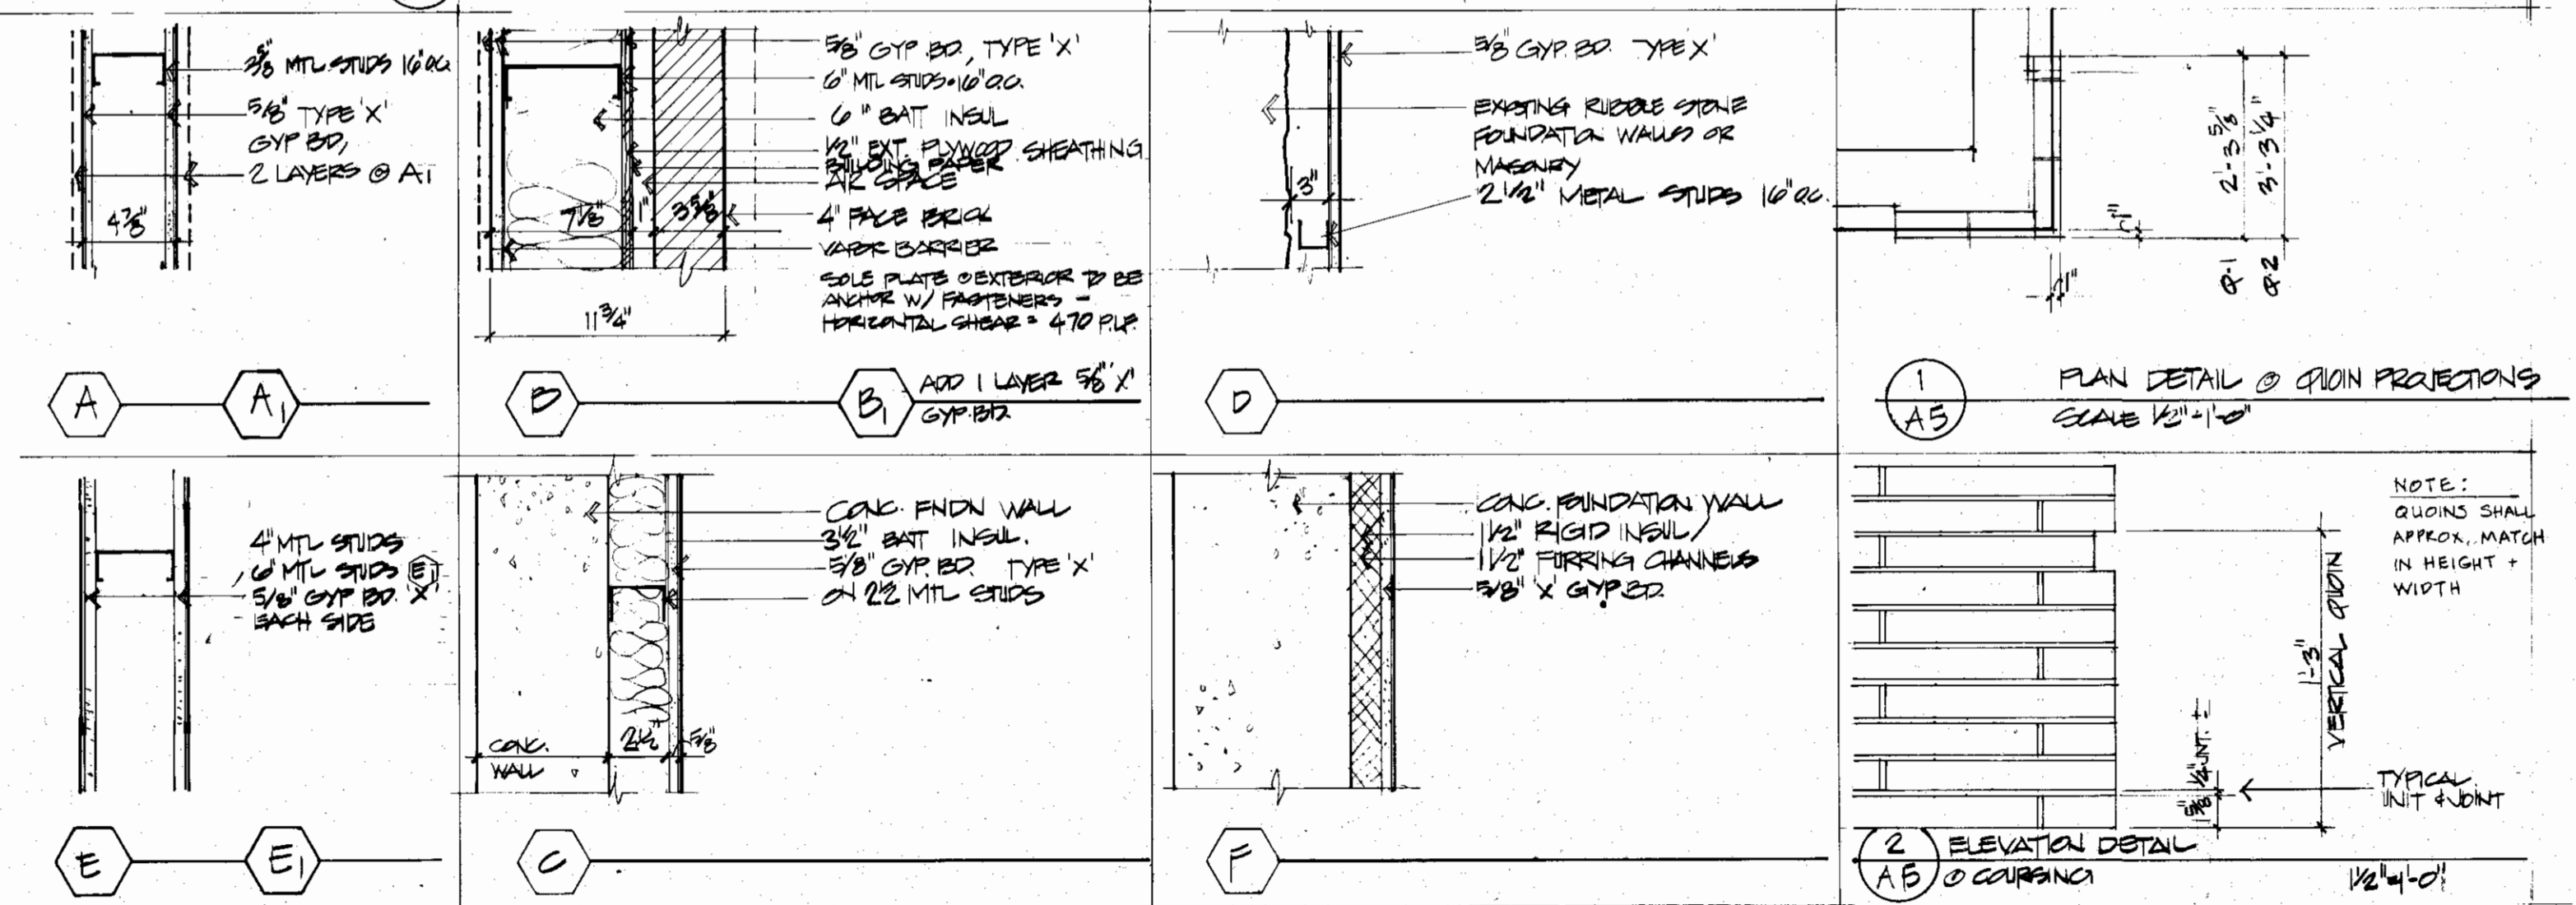 3 5/8" MTL STUDS 16" O.C.
5/8" TYPE 'X'
GYP BD,
2 LAYERS @ A1
4 7/8"
A
A1
5/8" GYP. BD., TYPE 'X'
6" MTL STUDS • 16" O.C.
6" BATT INSUL
1/2" EXT. PLYWOOD SHEATHING
BUILDING PAPER
AIR SPACE
4" FACE BRICK
VAPOR BARRIER
SOLE PLATE @ EXTERIOR TO BE
ANCHOR W/ FASTENERS -
HORIZONTAL SHEAR = 470 P.L.F.
7 1/8"
1"
3 5/8"
11 3/4"
B
B1
ADD 1 LAYER 5/8" 'X'
GYP. BD.
5/8" GYP. BD. TYPE 'X'
EXISTING RUBBLE STONE
FOUNDATION WALLS OR
MASONRY
2 1/2" METAL STUDS 16" O.C.
3"
D
2'-3 5/8"
3'-3 1/4"
Q-1
Q-2
1"
1"
1
A5
PLAN DETAIL @ QUOIN PROJECTIONS
SCALE 1 1/2"-1'-0"
4" MTL STUDS
6" MTL STUDS E1
5/8" GYP BD. 'X'
EACH SIDE
E
E1
CONC. FNDN WALL
3 1/2" BAT INSUL.
5/8" GYP. BD. TYPE 'X'
ON 2 1/2 MTL STUDS
CONC.
WALL
2 1/2"
5/8"
C
CONC. FOUNDATION WALL
1 1/2" RIGID INSUL /
1 1/2" FURRING CHANNELS
5/8" 'X' GYP. BD.
F
NOTE:
QUOINS SHALL
APPROX. MATCH
IN HEIGHT +
WIDTH
1'-3"
VERTICAL QUOIN
1 5/8"
1/4" JNT. ±
TYPICAL
UNIT & JOINT
2
A5
ELEVATION DETAIL
@ COURSING
1 1/2"=1'-0"